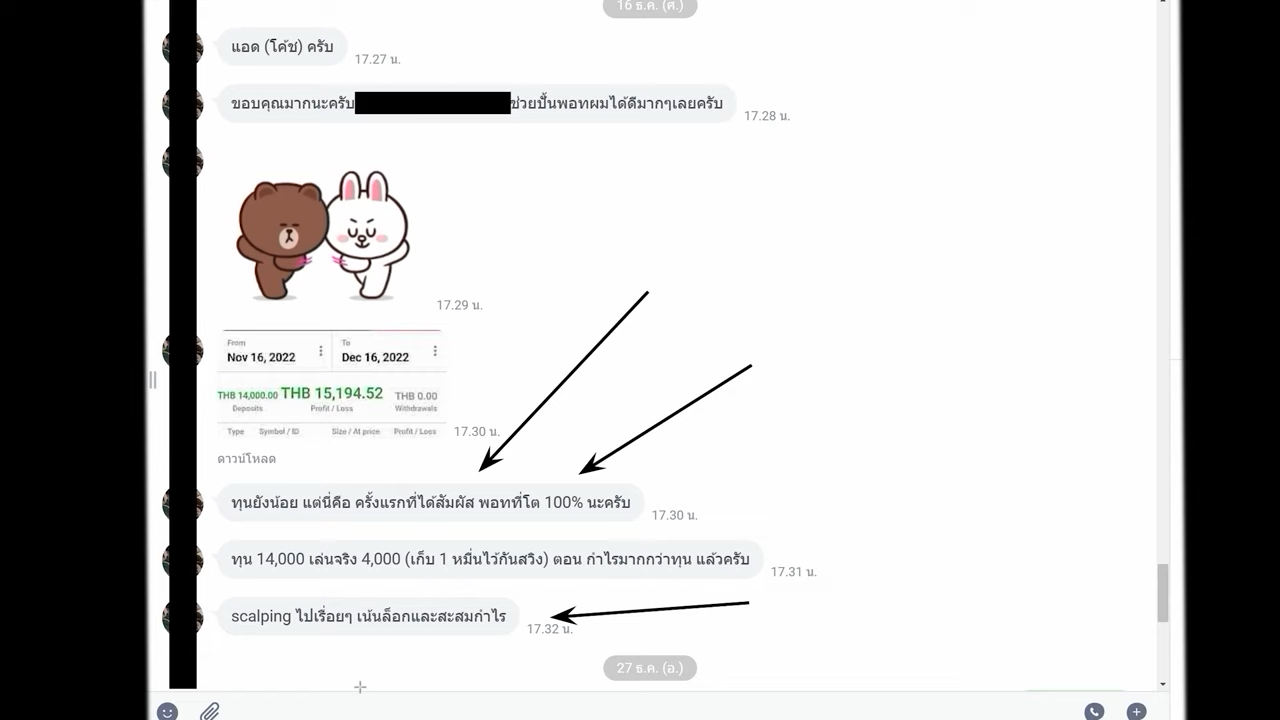 16 ธ.ค. (ศ.)
แอด (โค้ช) ครับ
17.27 น.
ขอบคุณมากนะครับ ช่วยปั้นพอทผมได้ดีมากๆเลยครับ
17.28 น.
17.29 น.
From To
Nov 16, 2022 Dec 16, 2022
THB 14,000.00 THB 15,194.52 THB 0.00
Deposits Profit / Loss Withdrawals
Type Symbol / ID Size / At price Profit / Loss
17.30 น.
ดาวน์โหลด
ทุนยังน้อย แต่นี่คือ ครั้งแรกที่ได้สัมผัส พอทที่โต 100% นะครับ
17.30 น.
ทุน 14,000 เล่นจริง 4,000 (เก็บ 1 หมื่นไว้กันสวิง) ตอน กำไรมากกว่าทุน แล้วครับ
17.31 น.
scalping ไปเรื่อยๆ เน้นล็อกและสะสมกำไร
17.32 น.
27 ธ.ค. (อ.)